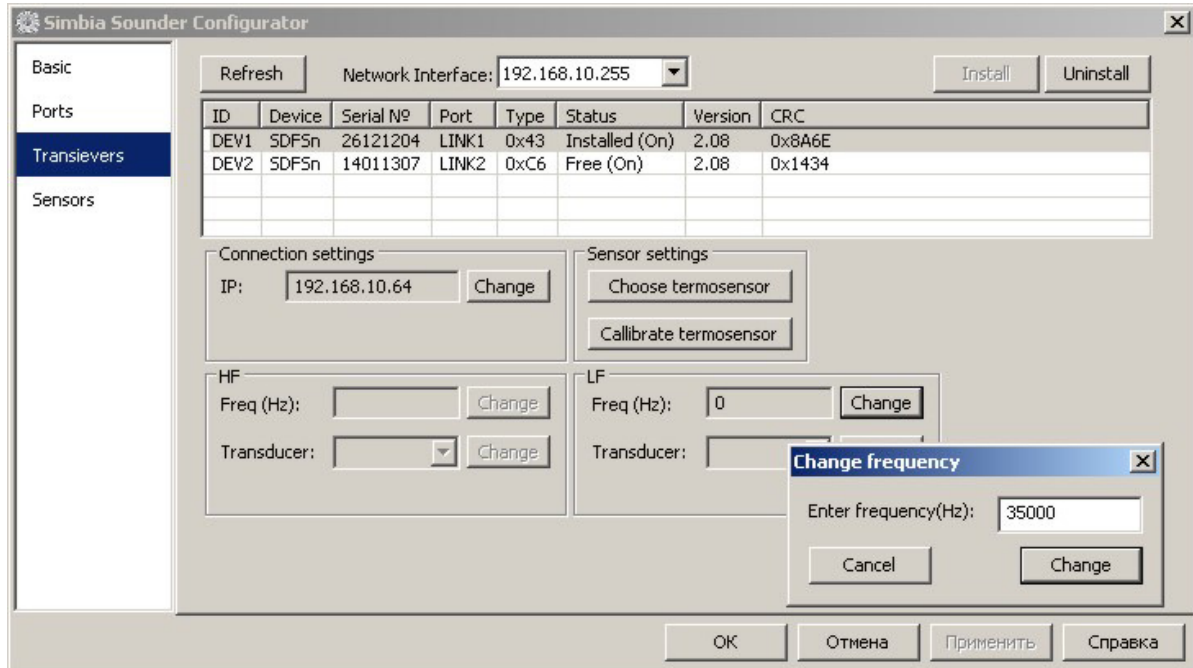 Simbia Sounder Configurator
Basic
Ports
Transievers
Sensors
Refresh Network Interface: 192.168.10.255 Install Uninstall
ID Device Serial № Port Type Status Version CRC
DEV1 SDFSn 26121204 LINK1 0x43 Installed (On) 2.08 0x8A6E
DEV2 SDFSn 14011307 LINK2 0xC6 Free (On) 2.08 0x1434
Connection settings
IP: 192.168.10.64 Change
Sensor settings
Choose termosensor
Callibrate termosensor
HF
Freq (Hz): Change
Transducer: Change
LF
Freq (Hz): 0 Change
Transducer:
Change frequency
Enter frequency(Hz): 35000
Cancel Change
OK Отмена Применить Справка